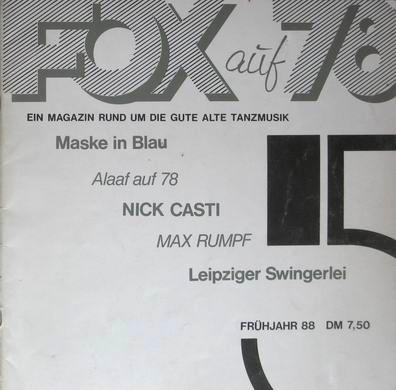 FOX auf 78
EIN MAGAZIN RUND UM DIE GUTE ALTE TANZMUSIK
Maske in Blau
Alaaf auf 78
NICK CASTI
MAX RUMPF
Leipziger Swingerlei
FRÜHJAHR 88 DM 7,50